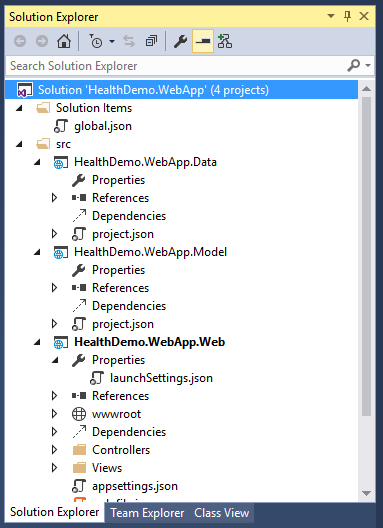 Solution Explorer
Search Solution Explorer
Solution 'HealthDemo.WebApp' (4 projects)
Solution Items
global.json
src
HealthDemo.WebApp.Data
Properties
References
Dependencies
project.json
HealthDemo.WebApp.Model
Properties
References
Dependencies
project.json
HealthDemo.WebApp.Web
Properties
launchSettings.json
References
wwwroot
Dependencies
Controllers
Views
appsettings.json
Solution Explorer Team Explorer Class View